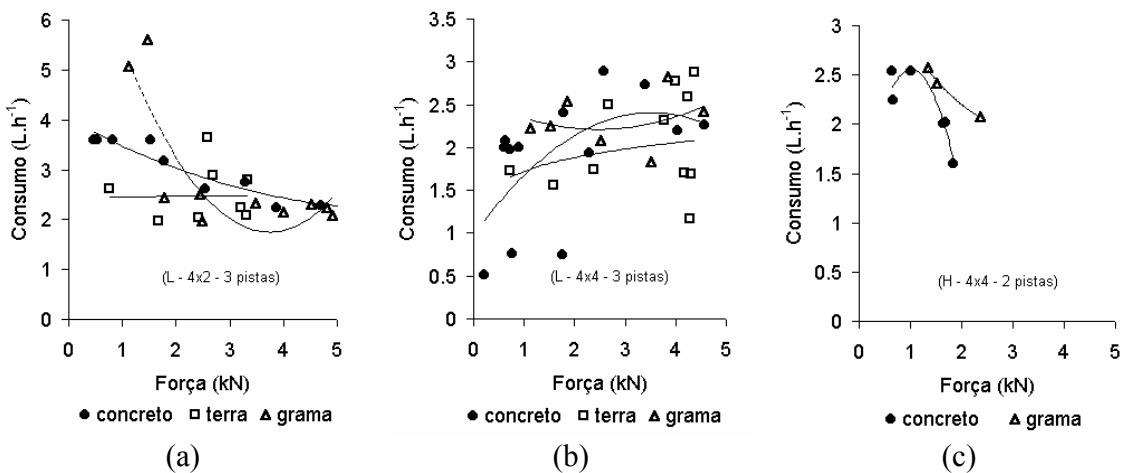 6
5
4
3
2
1
0
Consumo (L.h⁻¹)
(L - 4x2 - 3 pistas)
0 1 2 3 4 5
Força (kN)
concreto terra grama
(a)
3.5
3
2.5
2
1.5
1
0.5
0
Consumo (L.h⁻¹)
(L - 4x4 - 3 pistas)
0 2 4 6
Força (kN)
concreto terra grama
(b)
3
2.5
2
1.5
1
0.5
0
Consumo (L.h⁻¹)
(H - 4x4 - 2 pistas)
0 1 2 3 4 5
Força (kN)
concreto grama
(c)